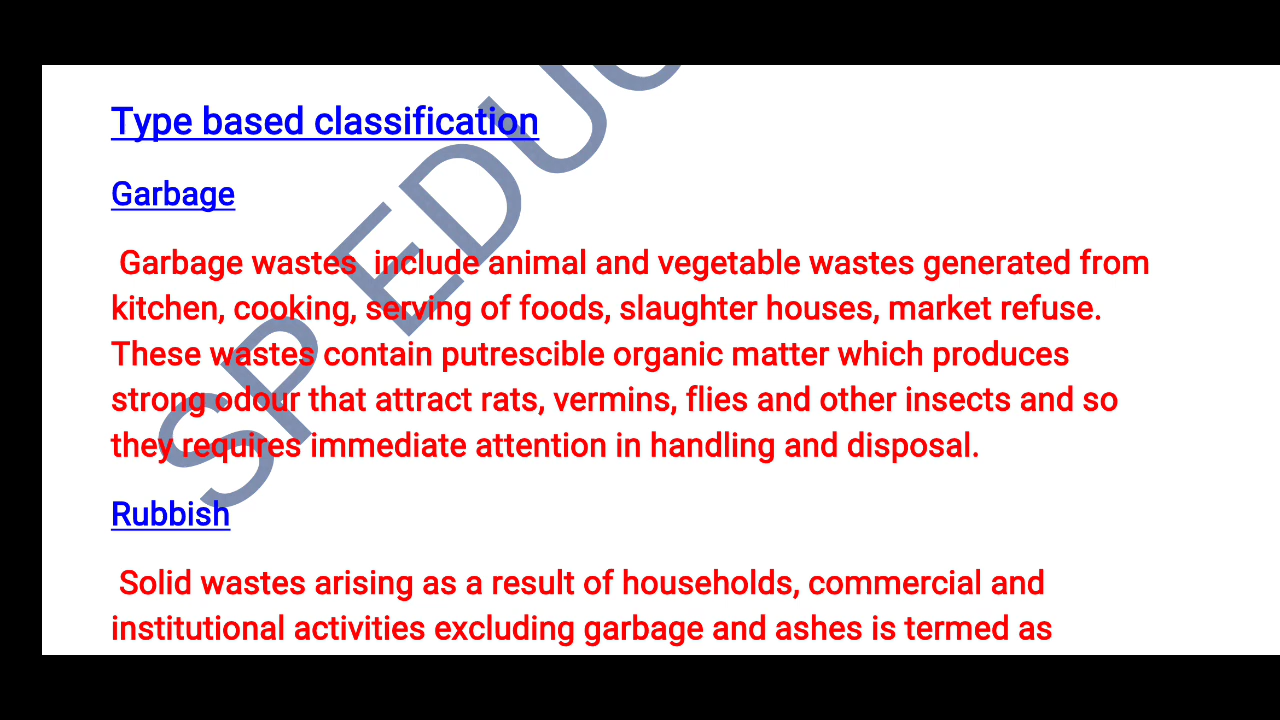 Type based classification
Garbage
Garbage wastes include animal and vegetable wastes generated from
kitchen, cooking, serving of foods, slaughter houses, market refuse.
These wastes contain putrescible organic matter which produces
strong odour that attract rats, vermins, flies and other insects and so
they requires immediate attention in handling and disposal.
Rubbish
Solid wastes arising as a result of households, commercial and
institutional activities excluding garbage and ashes is termed as
SP